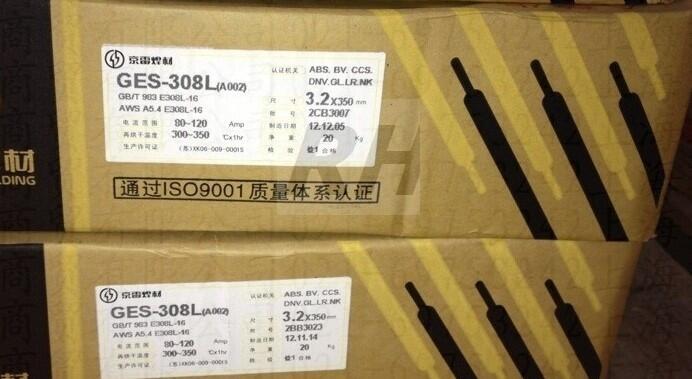 京雷焊材
GES-308L(A002)
GB/T 983 E308L-16
AWS A5.4 E308L-16
电流范围 80~120 Amp
再烘干温度 300~350 ℃x1hr
生产许可证 (苏)XK06-009-00015
认证机关 ABS. BV. CCS.
DNV.GL.LR.NK
尺寸 3.2x350mm
批号 2CB3007
制造日期 12.12.05
净重 20 Kg
检验 检1合格
通过ISO9001质量体系认证
材
LDING
RH
京雷焊材
GES-308L(A002)
GB/T 983 E308L-16
AWS A5.4 E308L-16
电流范围 80~120 Amp
再烘干温度 300~350 ℃x1hr
生产许可证 (苏)XK06-009-00015
认证机关 ABS. BV. CCS.
DNV.GL.LR.NK
尺寸 3.2x350mm
批号 2BB3023
制造日期 12.11.14
净重 20 Kg
检验 检1合格
材